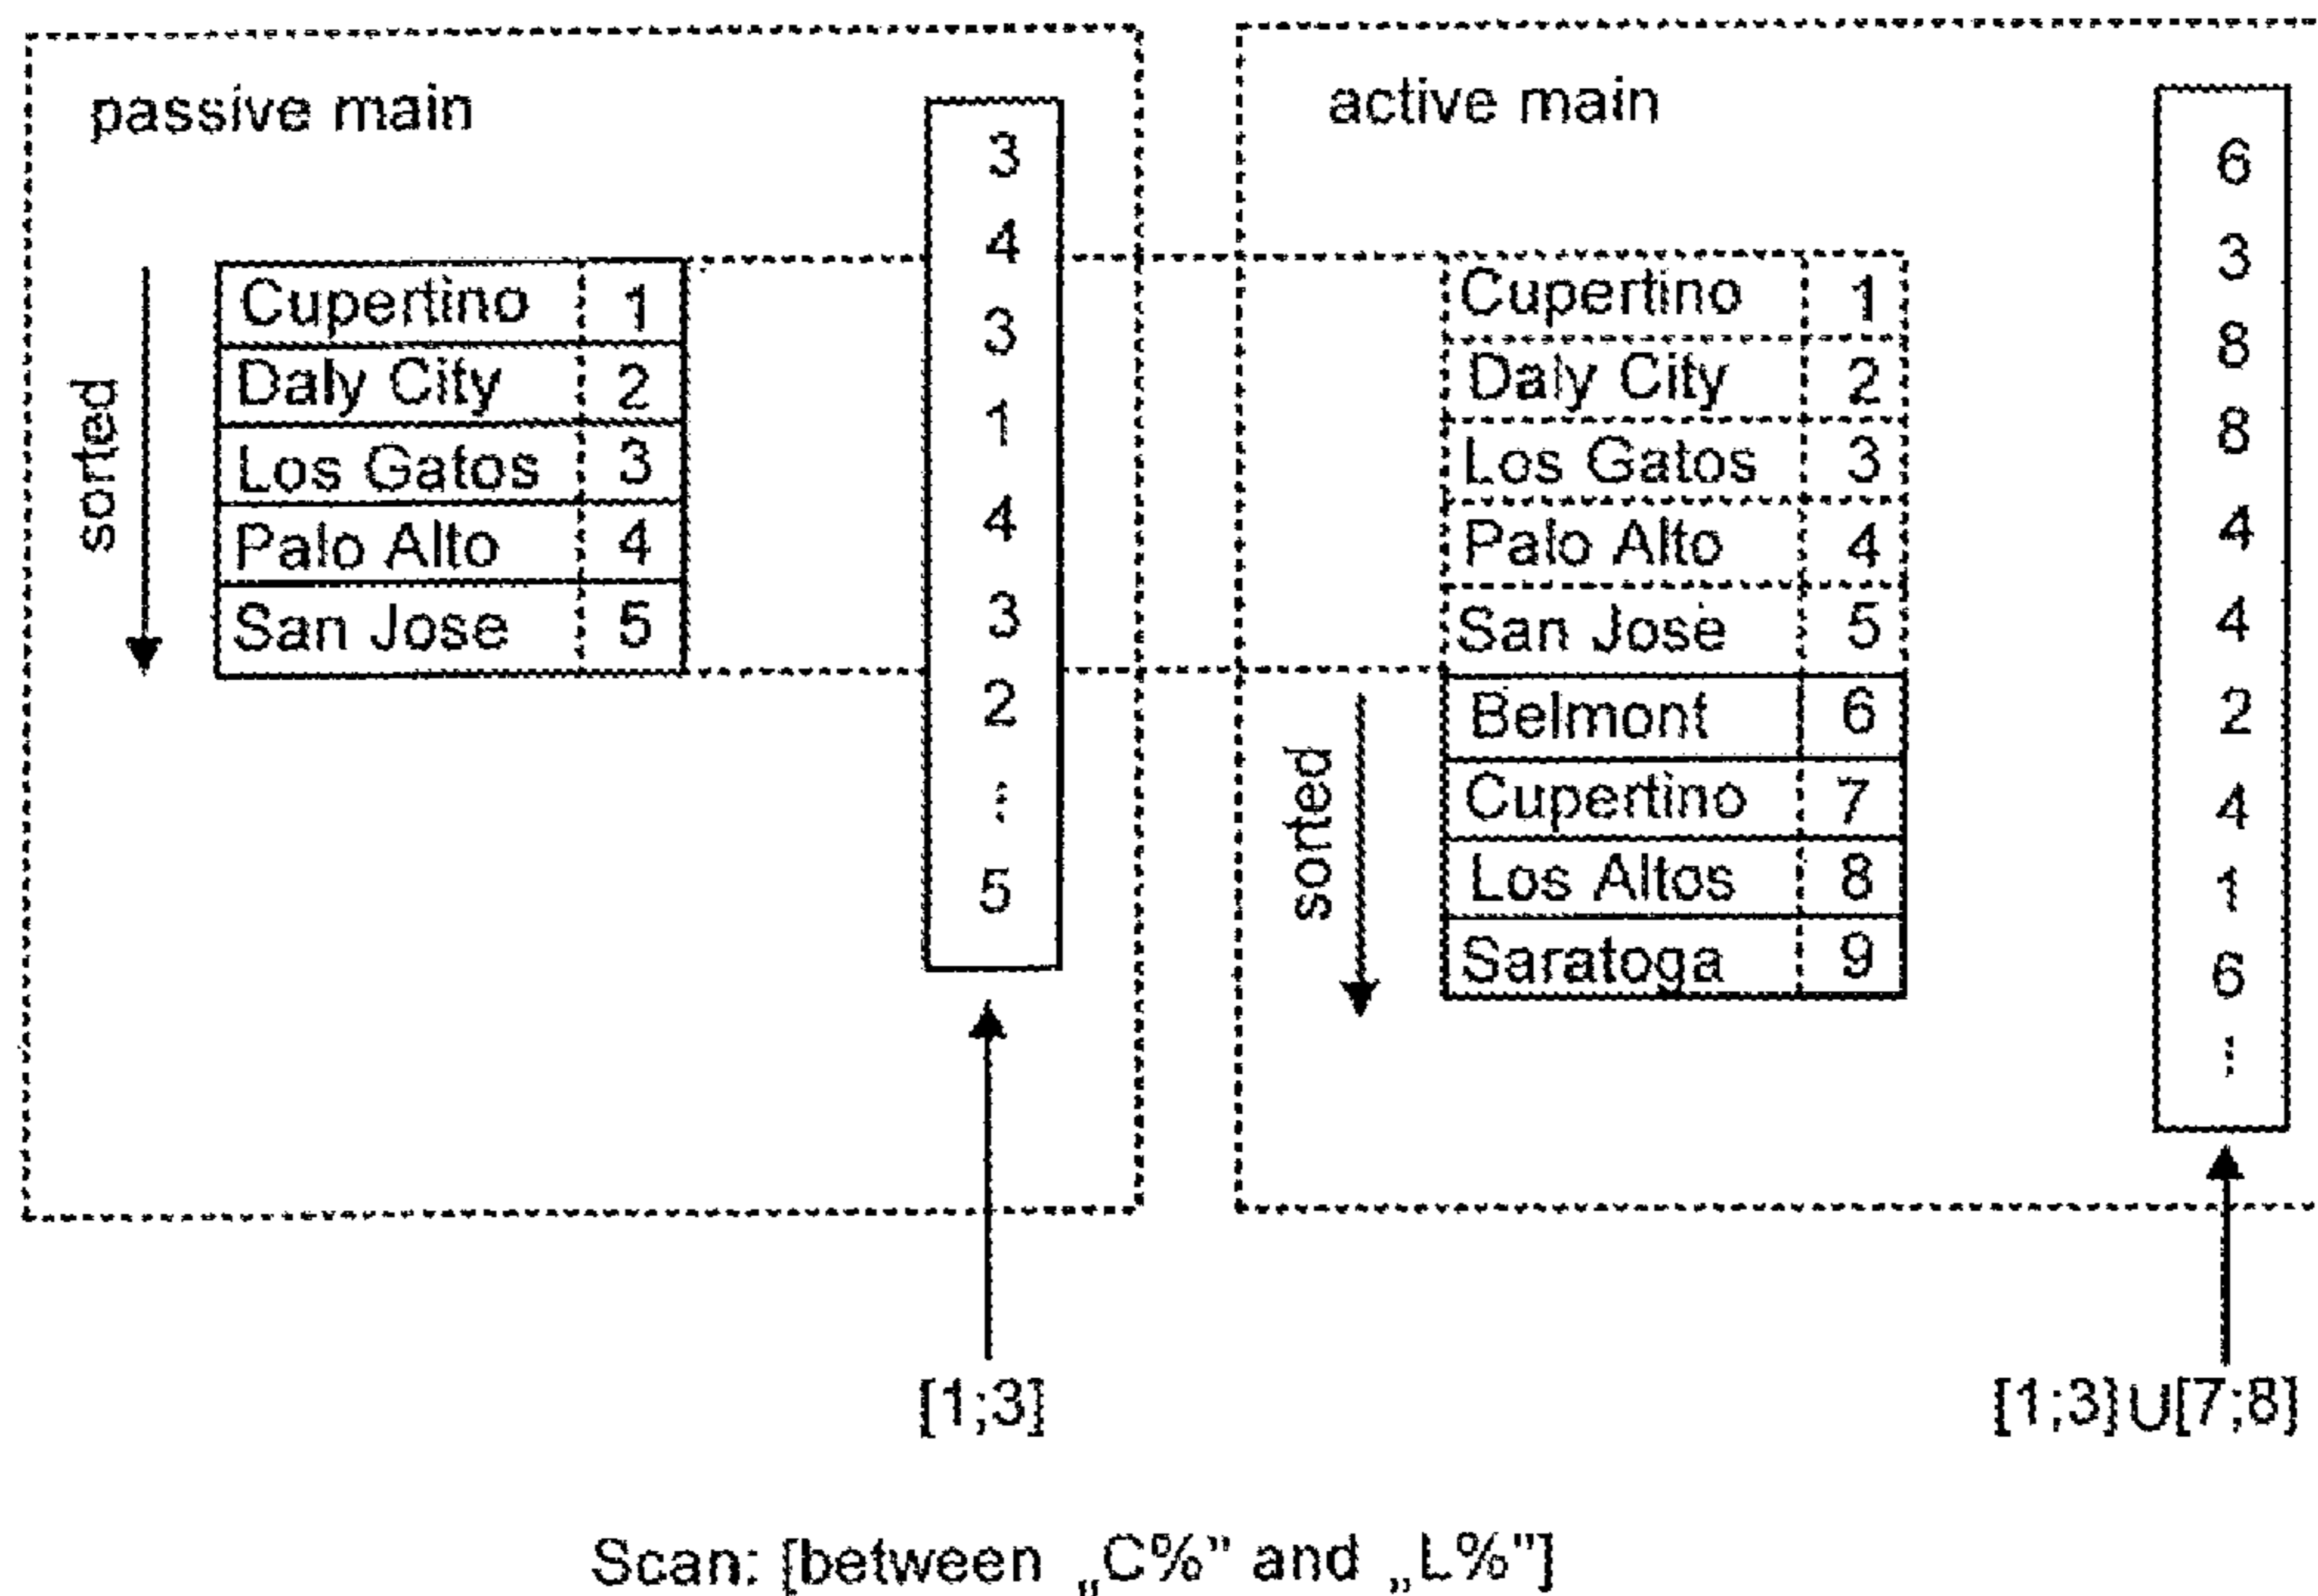 passive main
sorted
Cupertino 1
Daly City 2
Los Gatos 3
Palo Alto 4
San Jose 5
3
4
3
1
4
3
2
⋮
5
[1;3]
active main
Cupertino 1
Daly City 2
Los Gatos 3
Palo Alto 4
San Jose 5
sorted
Belmont 6
Cupertino 7
Los Altos 8
Saratoga 9
6
3
8
8
4
4
2
4
1
6
⋮
[1;3]U[7;8]
Scan: [between „C%" and „L%"]